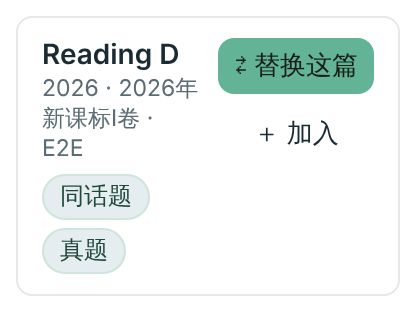 Reading D
2026 · 2026年
新课标I卷 ·
E2E
同话题
真题
⇄ 替换这篇
+ 加入